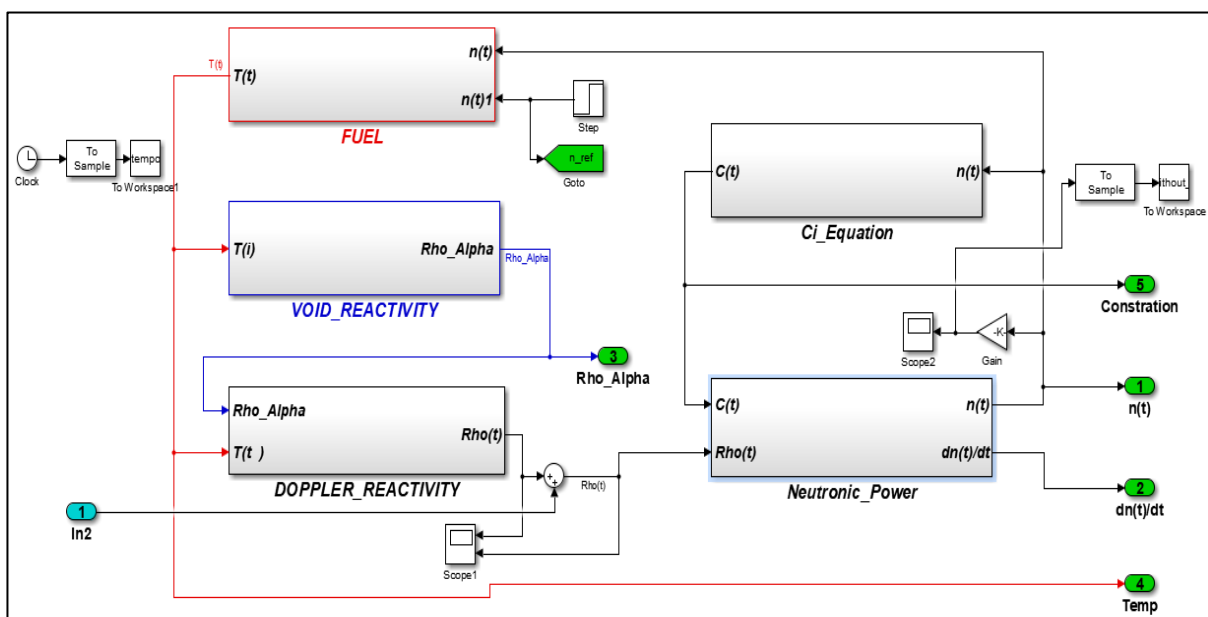 T(t)
T(t)
n(t)
n(t)1
FUEL
Step
n_ref
Goto
Clock
To
Sample
tempo
To Workspace1
C(t)
n(t)
Ci_Equation
To
Sample
ithout_
To Workspace
T(i)
Rho_Alpha
Rho_Alpha
VOID_REACTIVITY
3
Rho_Alpha
5
Constration
Scope2
-K-
Gain
Rho_Alpha
T(t )
Rho(t)
DOPPLER_REACTIVITY
+
+
Rho(t)
C(t)
Rho(t)
n(t)
dn(t)/dt
Neutronic_Power
1
n(t)
2
dn(t)/dt
1
In2
Scope1
4
Temp